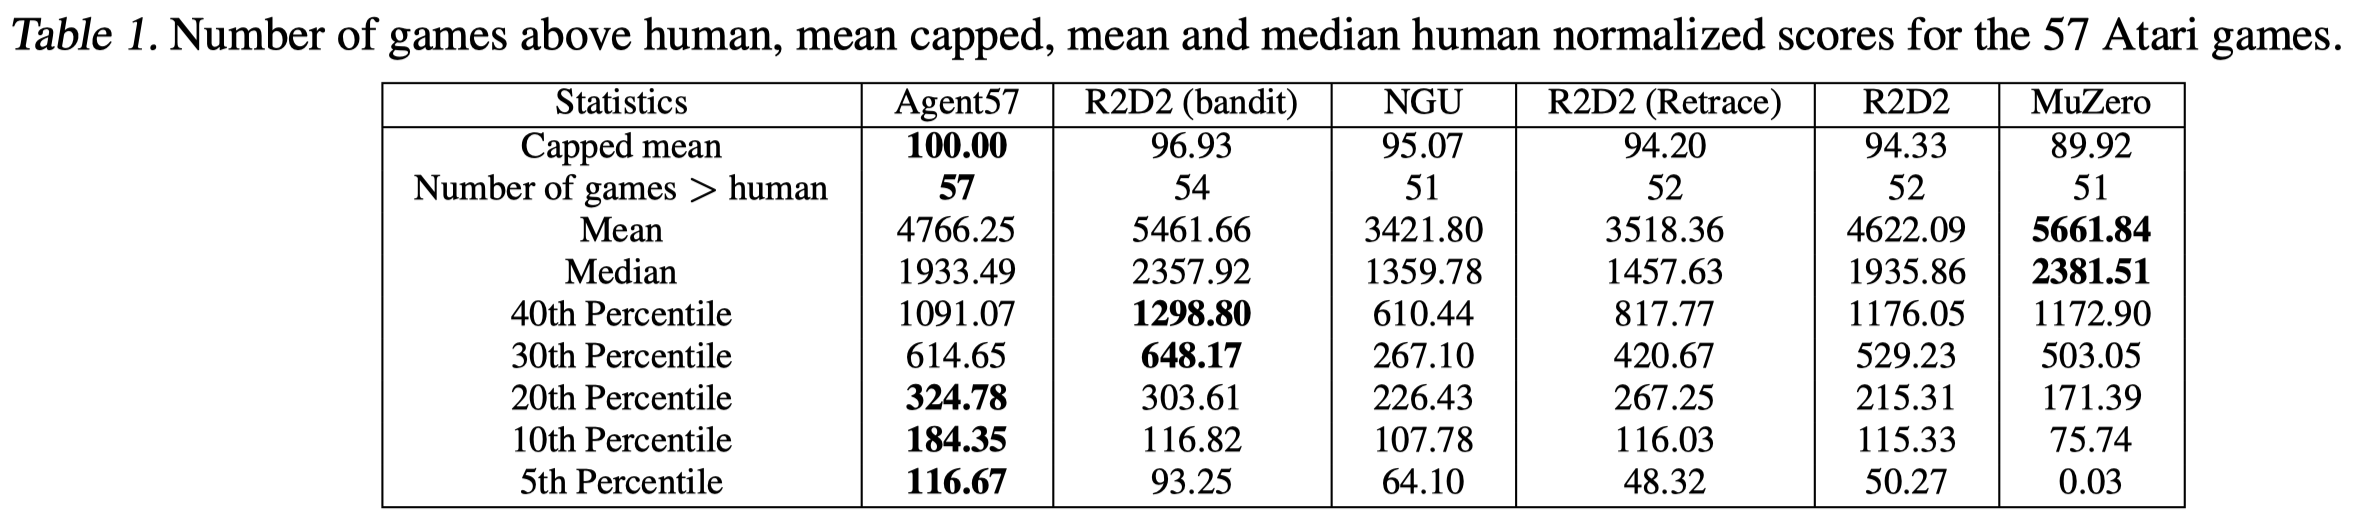 Table 1. Number of games above human, mean capped, mean and median human normalized scores for the 57 Atari games.
Statistics Agent57 R2D2 (bandit) NGU R2D2 (Retrace) R2D2 MuZero
Capped mean 100.00 96.93 95.07 94.20 94.33 89.92
Number of games > human 57 54 51 52 52 51
Mean 4766.25 5461.66 3421.80 3518.36 4622.09 5661.84
Median 1933.49 2357.92 1359.78 1457.63 1935.86 2381.51
40th Percentile 1091.07 1298.80 610.44 817.77 1176.05 1172.90
30th Percentile 614.65 648.17 267.10 420.67 529.23 503.05
20th Percentile 324.78 303.61 226.43 267.25 215.31 171.39
10th Percentile 184.35 116.82 107.78 116.03 115.33 75.74
5th Percentile 116.67 93.25 64.10 48.32 50.27 0.03